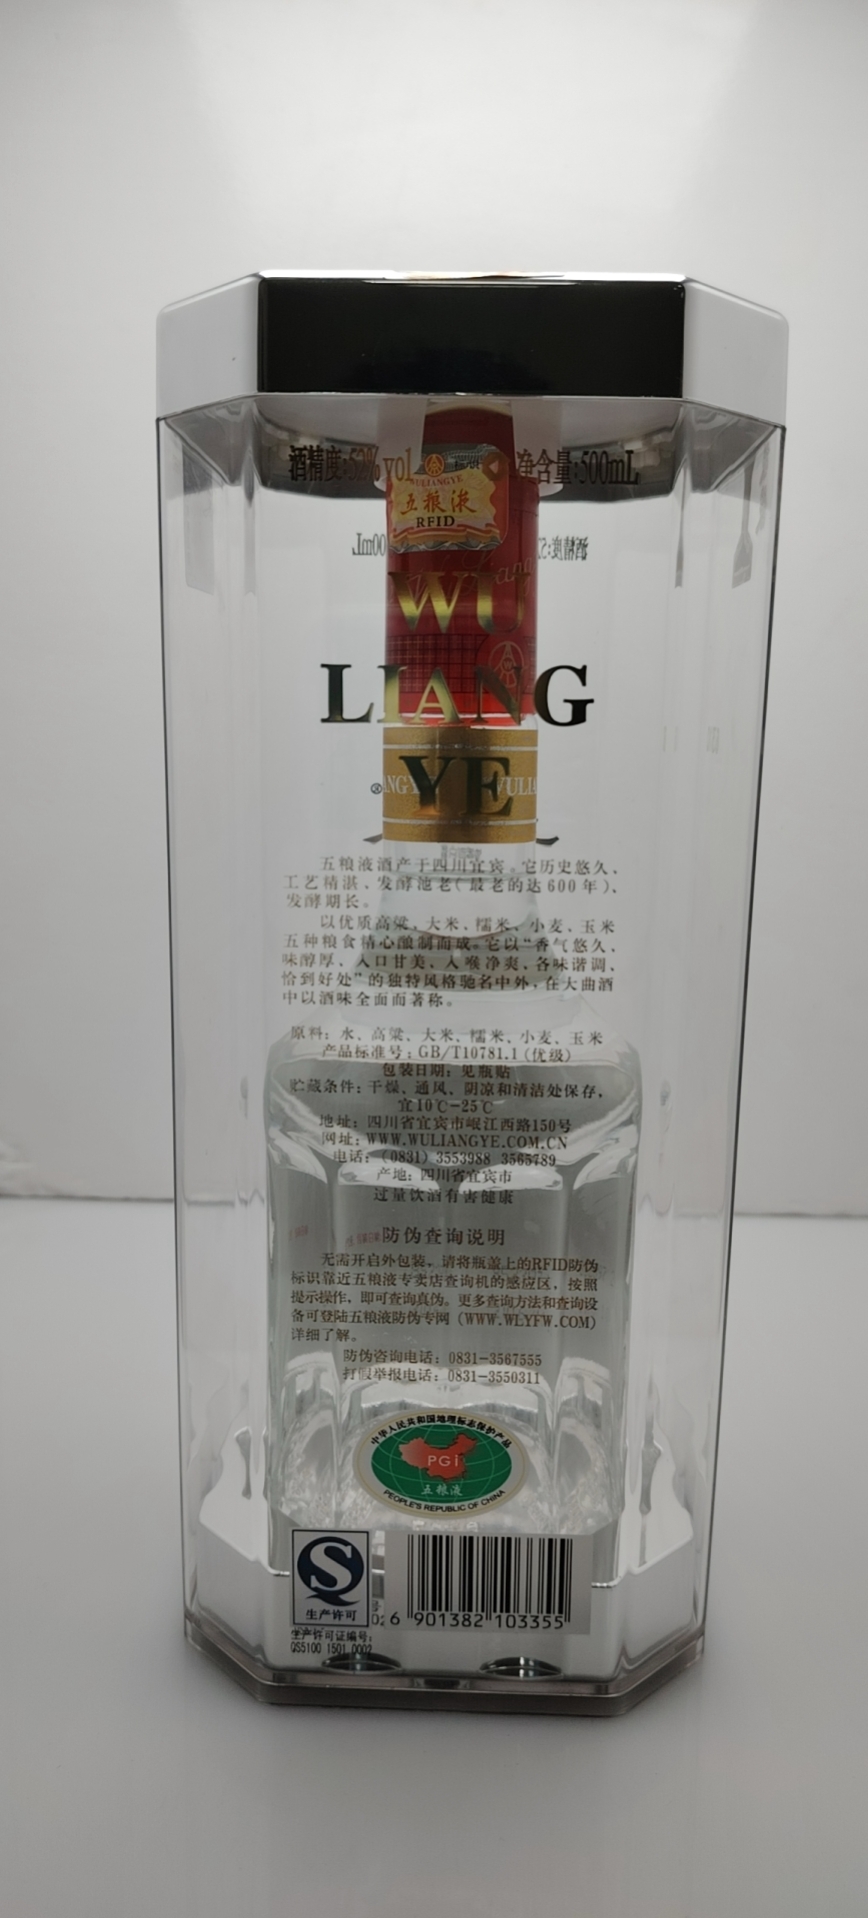 酒精度:52%vol 净含量:500mL
WULIANGYE
五粮液
RFID
WU
LIANG
YE
®
五粮液酒产于四川宜宾。它历史悠久、
工艺精湛、发酵池老(最老的达600年)、
发酵期长。
以优质高粱、大米、糯米、小麦、玉米
五种粮食精心酿制而成。它以“香气悠久、
味醇厚、入口甘美、入喉净爽、各味谐调、
恰到好处”的独特风格驰名中外,在大曲酒
中以酒味全面而著称。
原料：水、高粱、大米、糯米、小麦、玉米
产品标准号：GB/T10781.1(优级)
包装日期：见瓶贴
贮藏条件：干燥、通风、阴凉和清洁处保存，
宜10℃-25℃
地址：四川省宜宾市岷江西路150号
网址：WWW.WULIANGYE.COM.CN
电话：(0831) 3553988 3565789
产地：四川省宜宾市
过量饮酒有害健康
防伪查询说明
无需开启外包装，请将瓶盖上的RFID防伪
标识靠近五粮液专卖店查询机的感应区，按照
提示操作，即可查询真伪。更多查询方法和查询设
备可登陆五粮液防伪专网(WWW.WLYFW.COM)
详细了解。
防伪咨询电话：0831-3567555
打假举报电话：0831-3550311
中华人民共和国地理标志保护产品
PGI
五粮液
PEOPLE'S REPUBLIC OF CHINA
生产许可
生产许可证编号：
QS5100 1501 0002
6 901382 103355